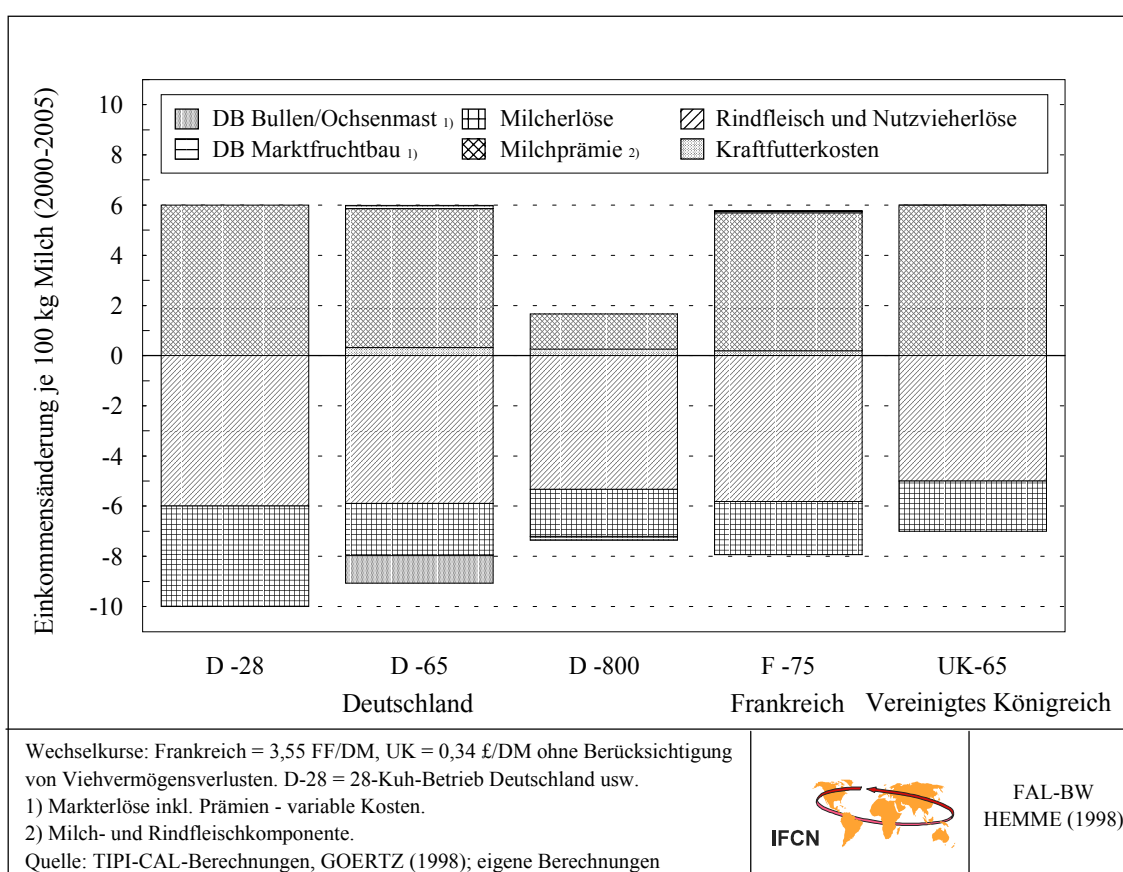 Einkommensänderung je 100 kg Milch (2000-2005)
10
8
6
4
2
0
-2
-4
-6
-8
-10
DB Bullen/Ochsenmast 1)
Milcherlöse
Rindfleisch und Nutzvieherlöse
DB Marktfruchtbau 1)
Milchprämie 2)
Kraftfutterkosten
D -28
D -65
D -800
F -75
UK-65
Deutschland
Frankreich
Vereinigtes Königreich
Wechselkurse: Frankreich = 3,55 FF/DM, UK = 0,34 £/DM ohne Berücksichtigung
von Viehvermögensverlusten. D-28 = 28-Kuh-Betrieb Deutschland usw.
1) Markterlöse inkl. Prämien - variable Kosten.
2) Milch- und Rindfleischkomponente.
Quelle: TIPI-CAL-Berechnungen, GOERTZ (1998); eigene Berechnungen
IFCN
FAL-BW
HEMME (1998)